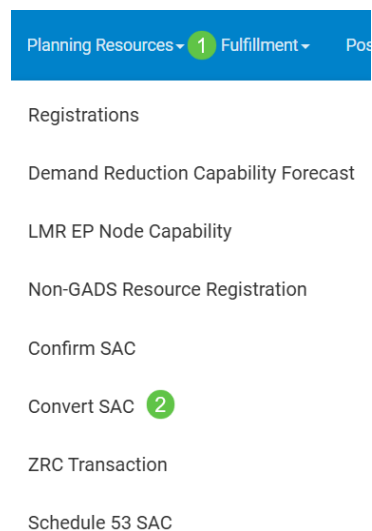 Planning Resources 1 Fulfillment Pos
Registrations
Demand Reduction Capability Forecast
LMR EP Node Capability
Non-GADS Resource Registration
Confirm SAC
Convert SAC 2
ZRC Transaction
Schedule 53 SAC